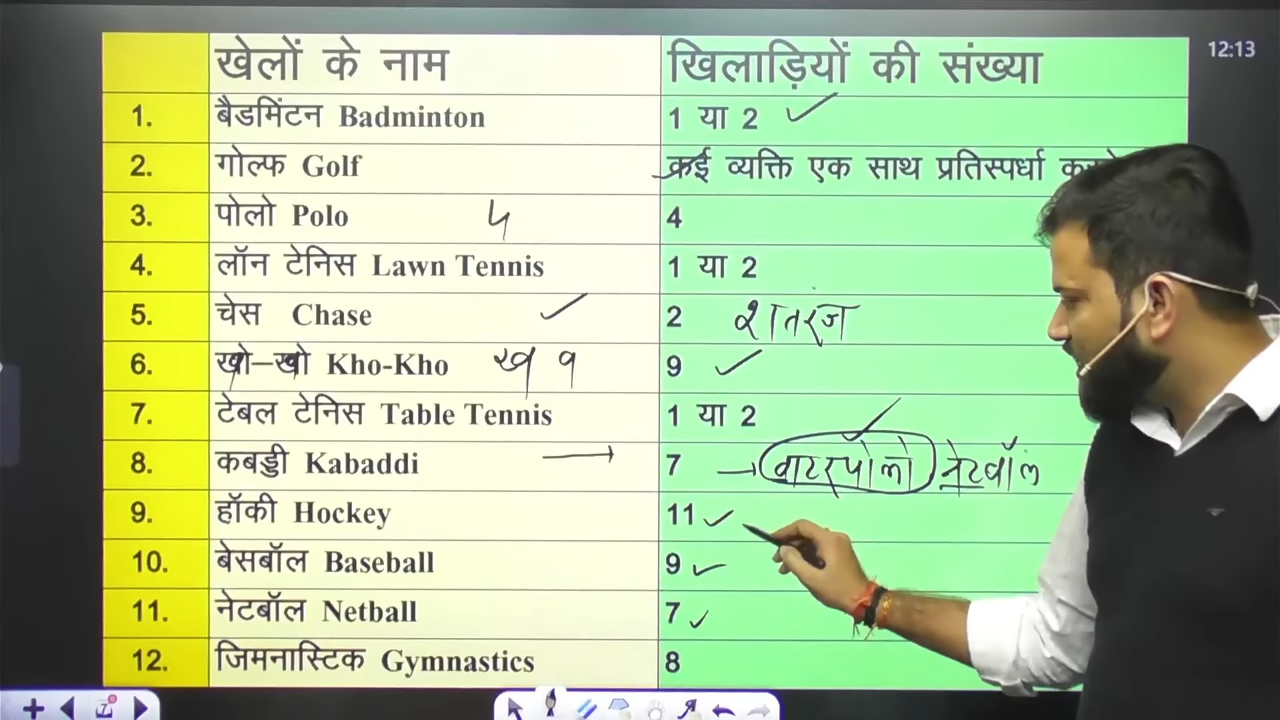 12:13
खेलों के नाम खिलाड़ियों की संख्या
1. बैडमिंटन Badminton 1 या 2
2. गोल्फ Golf कई व्यक्ति एक साथ प्रतिस्पर्धा
3. पोलो Polo 4
4. लॉन टेनिस Lawn Tennis 1 या 2
5. चेस Chase 2 शतरंज
6. खो–खो Kho-Kho ख 9 9
7. टेबल टेनिस Table Tennis 1 या 2
8. कबड्डी Kabaddi → 7 → वाटरपोलो नेटबॉल
9. हॉकी Hockey 11
10. बेसबॉल Baseball 9
11. नेटबॉल Netball 7
12. जिमनास्टिक Gymnastics 8